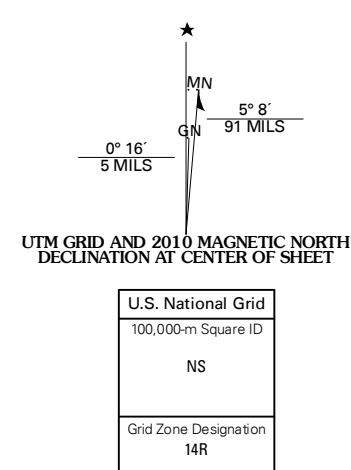 ★
MN
GN
5° 8´
91 MILS
0° 16´
5 MILS
UTM GRID AND 2010 MAGNETIC NORTH
DECLINATION AT CENTER OF SHEET
U.S. National Grid
100,000-m Square ID
NS
Grid Zone Designation
14R